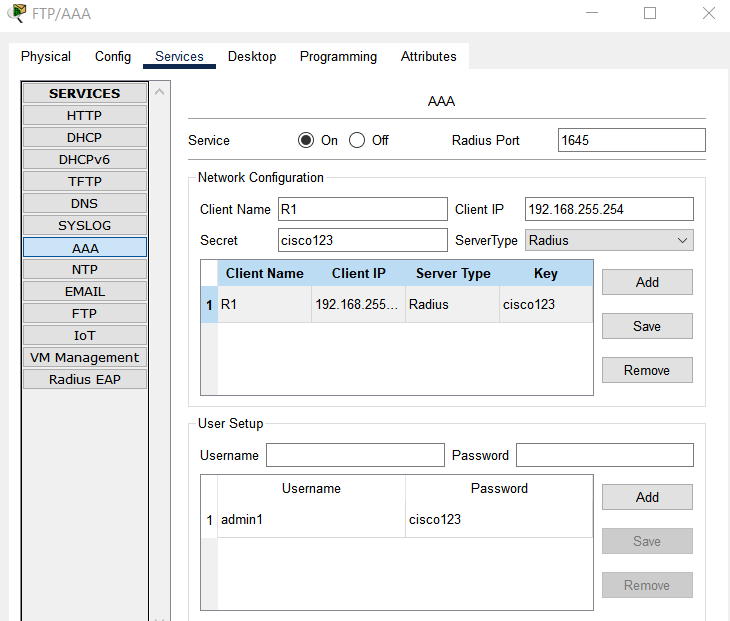 FTP/AAA
Physical Config Services Desktop Programming Attributes
SERVICES
HTTP
DHCP
DHCPv6
TFTP
DNS
SYSLOG
AAA
NTP
EMAIL
FTP
IoT
VM Management
Radius EAP
AAA
Service On Off Radius Port 1645
Network Configuration
Client Name R1 Client IP 192.168.255.254
Secret cisco123 ServerType Radius
Client Name Client IP Server Type Key
1 R1 192.168.255... Radius cisco123
Add
Save
Remove
User Setup
Username Password
Username Password
1 admin1 cisco123
Add
Save
Remove